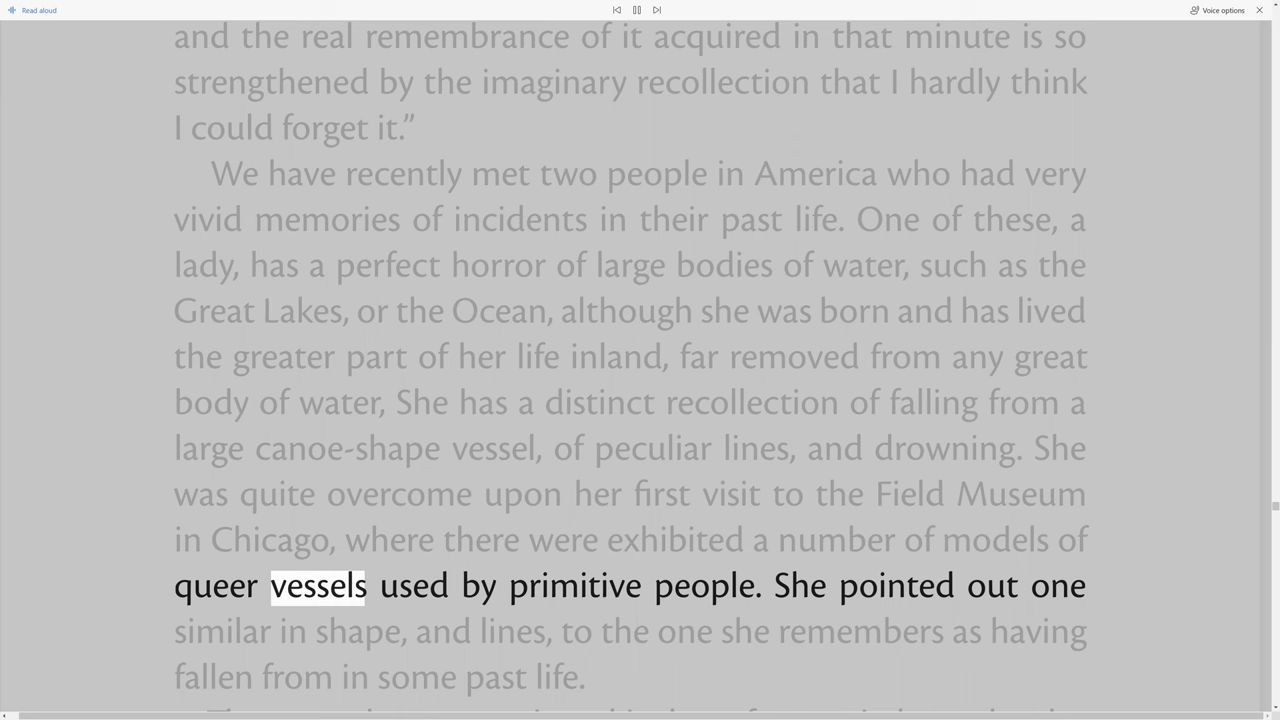 Read aloud
Voice options
and the real remembrance of it acquired in that minute is so
strengthened by the imaginary recollection that I hardly think
I could forget it.”
We have recently met two people in America who had very
vivid memories of incidents in their past life. One of these, a
lady, has a perfect horror of large bodies of water, such as the
Great Lakes, or the Ocean, although she was born and has lived
the greater part of her life inland, far removed from any great
body of water, She has a distinct recollection of falling from a
large canoe-shape vessel, of peculiar lines, and drowning. She
was quite overcome upon her first visit to the Field Museum
in Chicago, where there were exhibited a number of models of
queer vessels used by primitive people. She pointed out one
similar in shape, and lines, to the one she remembers as having
fallen from in some past life.